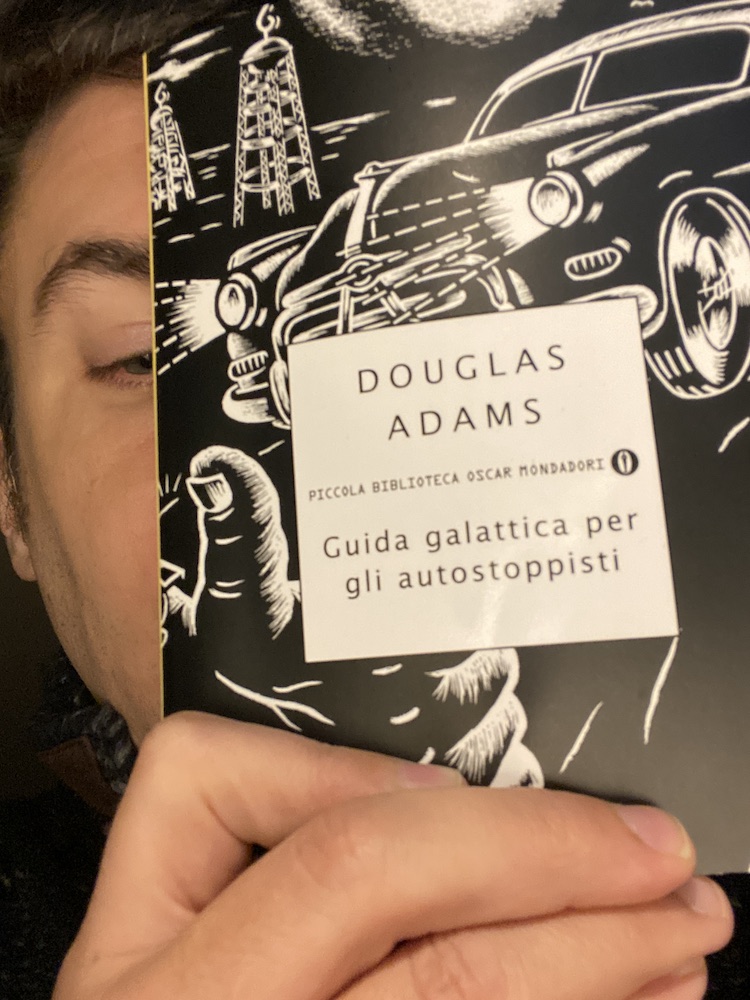 DOUGLAS
ADAMS
PICCOLA BIBLIOTECA OSCAR MONDADORI
Guida galattica per
gli autostoppisti